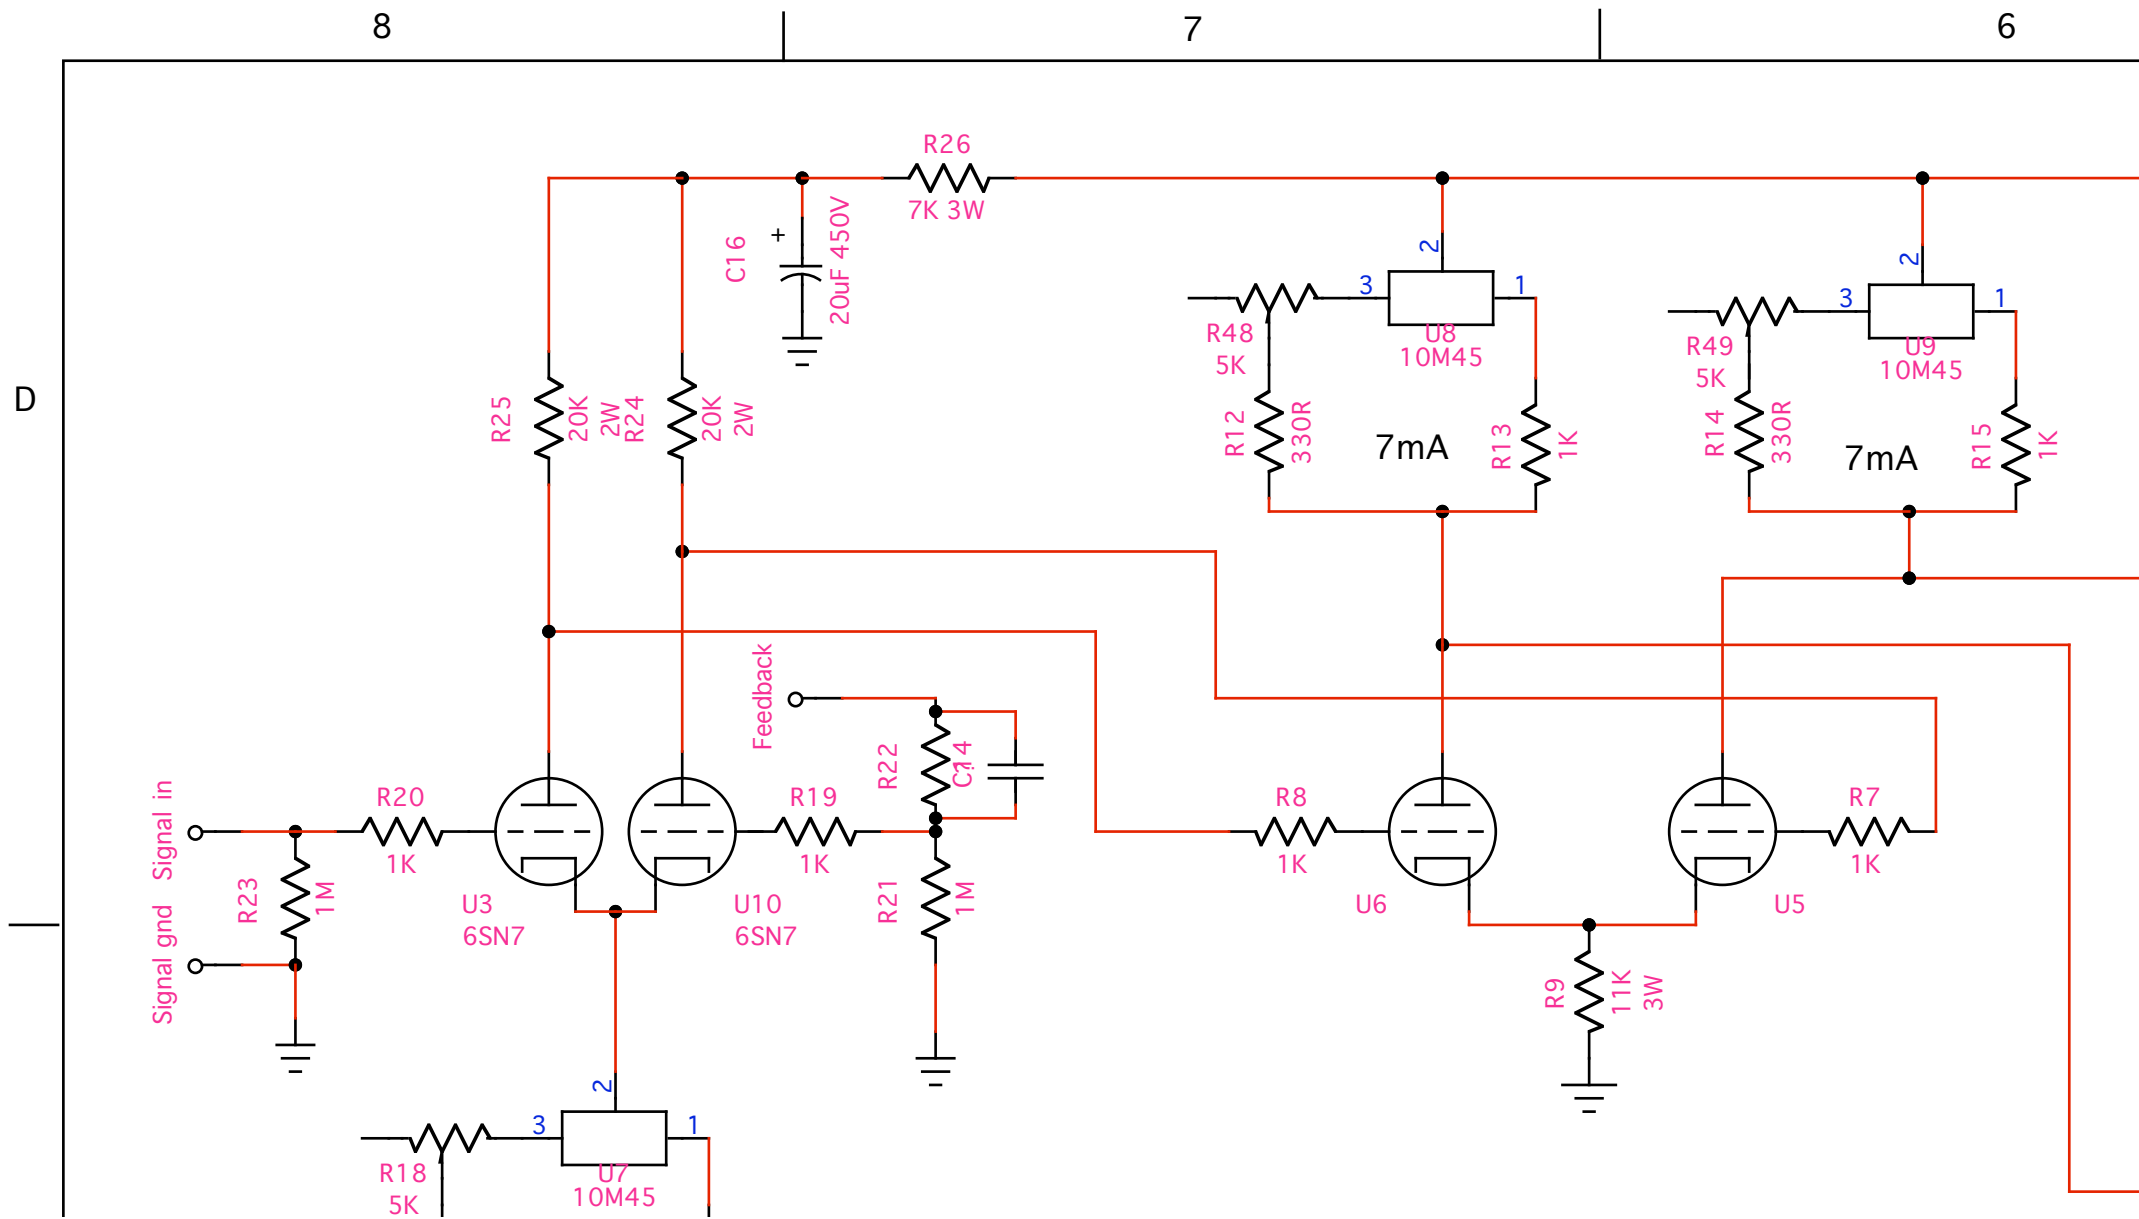 8
7
6
D
R26
7K 3W
C16
+
20uF 450V
R25
20K
2W
R24
20K
2W
2
3
1
R48
5K
U8
10M45
R12
330R
7mA
R13
1K
2
3
1
R49
5K
U9
10M45
R14
330R
7mA
R15
1K
Feedback
R22
C14
Signal in
Signal gnd
R20
1K
R23
1M
U3
6SN7
U10
6SN7
R19
1K
R21
1M
R8
1K
U6
R7
1K
U5
R9
11K
3W
2
3
1
R18
5K
U7
10M45